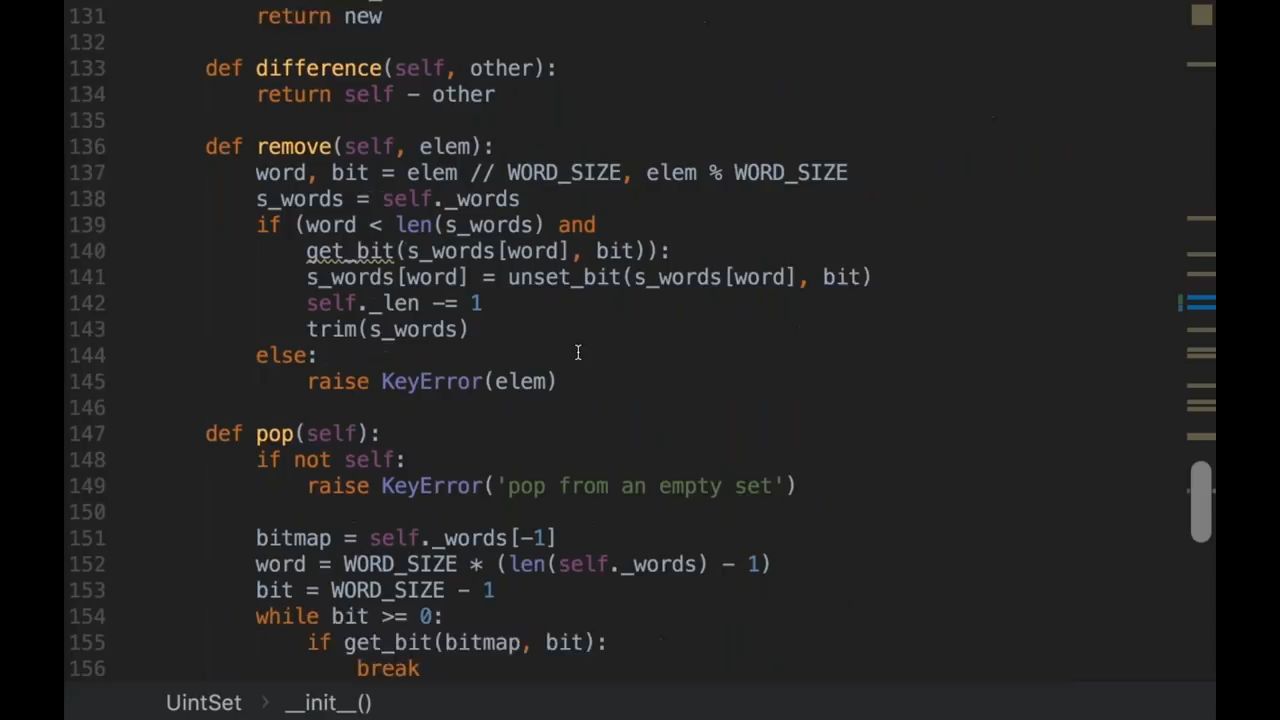 131 return new
132
133 def difference(self, other):
134 return self - other
135
136 def remove(self, elem):
137 word, bit = elem // WORD_SIZE, elem % WORD_SIZE
138 s_words = self._words
139 if (word < len(s_words) and
140 get_bit(s_words[word], bit)):
141 s_words[word] = unset_bit(s_words[word], bit)
142 self._len -= 1
143 trim(s_words)
144 else:
145 raise KeyError(elem)
146
147 def pop(self):
148 if not self:
149 raise KeyError('pop from an empty set')
150
151 bitmap = self._words[-1]
152 word = WORD_SIZE * (len(self._words) - 1)
153 bit = WORD_SIZE - 1
154 while bit >= 0:
155 if get_bit(bitmap, bit):
156 break
UintSet > __init__()